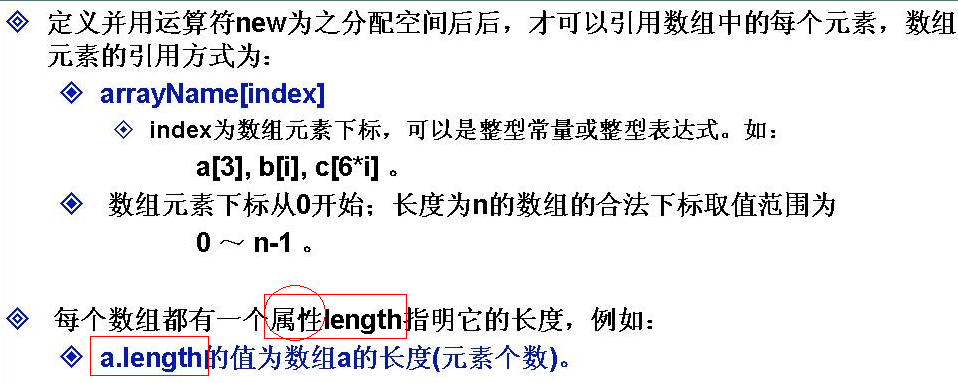 定义并用运算符new为之分配空间后后，才可以引用数组中的每个元素，数组
元素的引用方式为：
arrayName[index]
index为数组元素下标，可以是整型常量或整型表达式。如：
a[3], b[i], c[6*i] 。
数组元素下标从0开始；长度为n的数组的合法下标取值范围为
0 ～ n-1 。
每个数组都有一个属性length指明它的长度，例如：
a.length的值为数组a的长度(元素个数)。